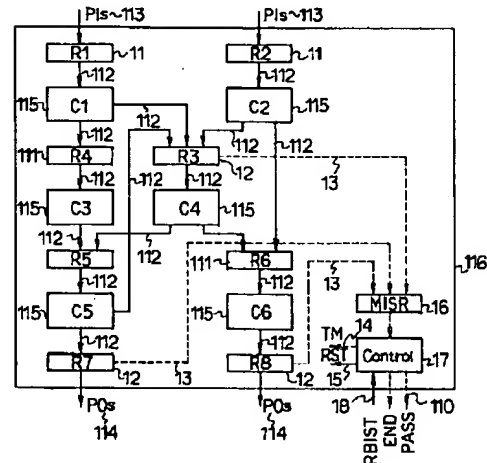 PIs~113 PIs~113
R1 11 R2 11
112 112
115 C1 112 C2 115
112 112 112
111 R4 R3 12
112 112 112 13
115 C3 C4 115
112 112
R5 111 R6 13
112 112
115 C5 115 C6 MISR 16
112 112 TM 14
RST Control 17
R7 12 13 R8 12 15
POs POs 18 110
114 114 RBIST END PASS
116